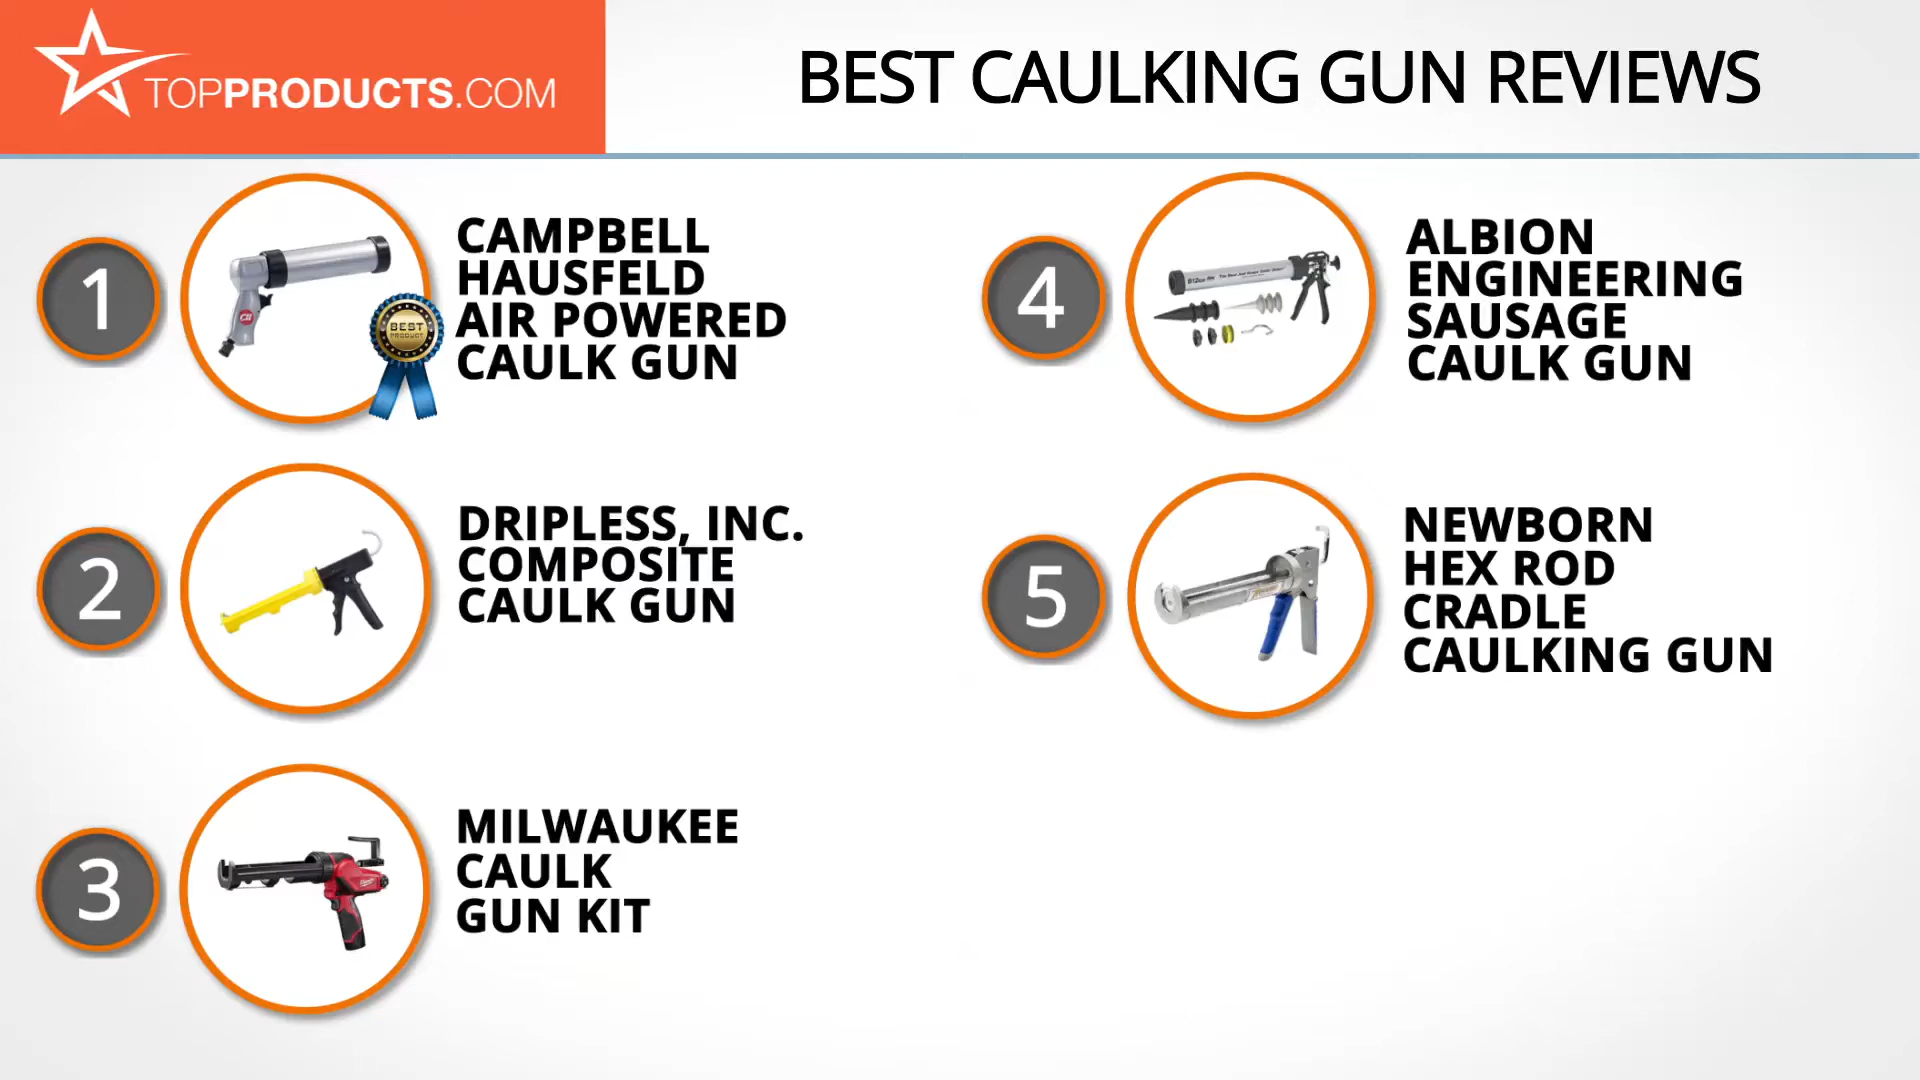 TOPPRODUCTS.COM
BEST CAULKING GUN REVIEWS
1
CAMPBELL
HAUSFELD
AIR POWERED
CAULK GUN
BEST
PRODUCT
2
DRIPLESS, INC.
COMPOSITE
CAULK GUN
3
MILWAUKEE
CAULK
GUN KIT
4
ALBION
ENGINEERING
SAUSAGE
CAULK GUN
5
NEWBORN
HEX ROD
CRADLE
CAULKING GUN